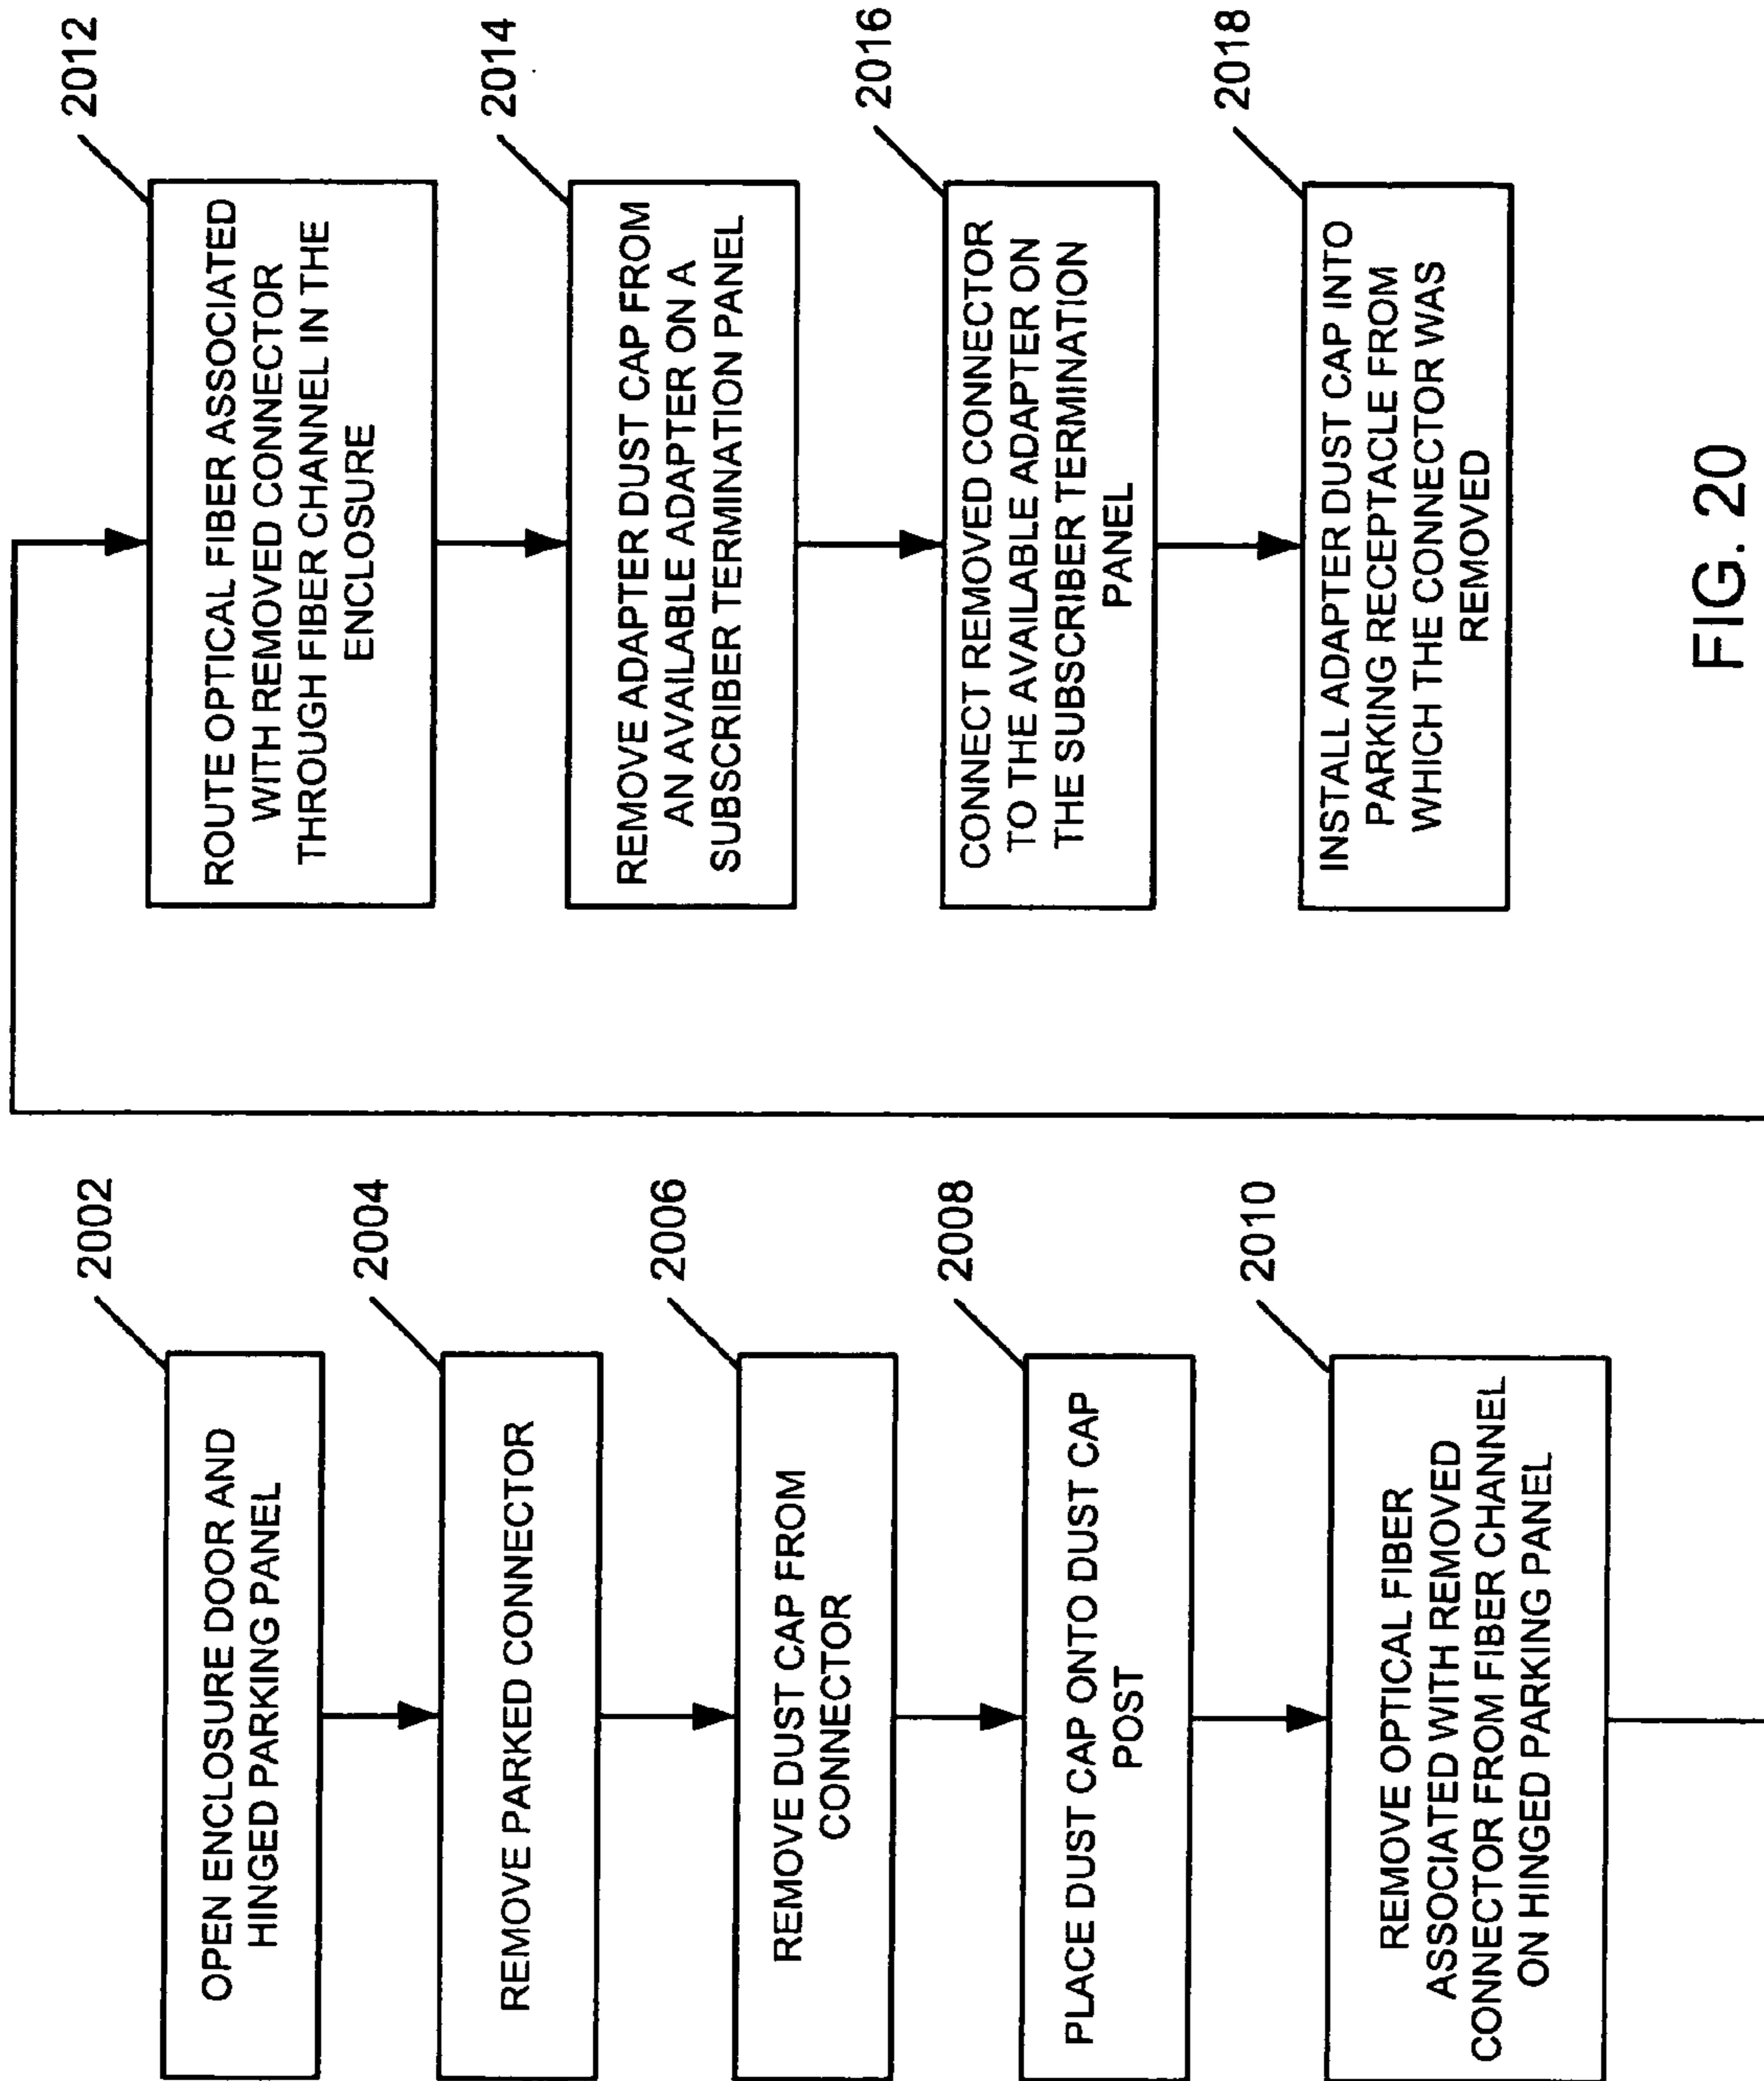 OPEN ENCLOSURE DOOR AND
HINGED PARKING PANEL
2002
REMOVE PARKED CONNECTOR
2004
REMOVE DUST CAP FROM
CONNECTOR
2006
PLACE DUST CAP ONTO DUST CAP
POST
2008
REMOVE OPTICAL FIBER
ASSOCIATED WITH REMOVED
CONNECTOR FROM FIBER CHANNEL
ON HINGED PARKING PANEL
2010
ROUTE OPTICAL FIBER ASSOCIATED
WITH REMOVED CONNECTOR
THROUGH FIBER CHANNEL IN THE
ENCLOSURE
2012
REMOVE ADAPTER DUST CAP FROM
AN AVAILABLE ADAPTER ON A
SUBSCRIBER TERMINATION PANEL
2014
CONNECT REMOVED CONNECTOR
TO THE AVAILABLE ADAPTER ON
THE SUBSCRIBER TERMINATION
PANEL
2016
INSTALL ADAPTER DUST CAP INTO
PARKING RECEPTACLE FROM
WHICH THE CONNECTOR WAS
REMOVED
2018
FIG. 20